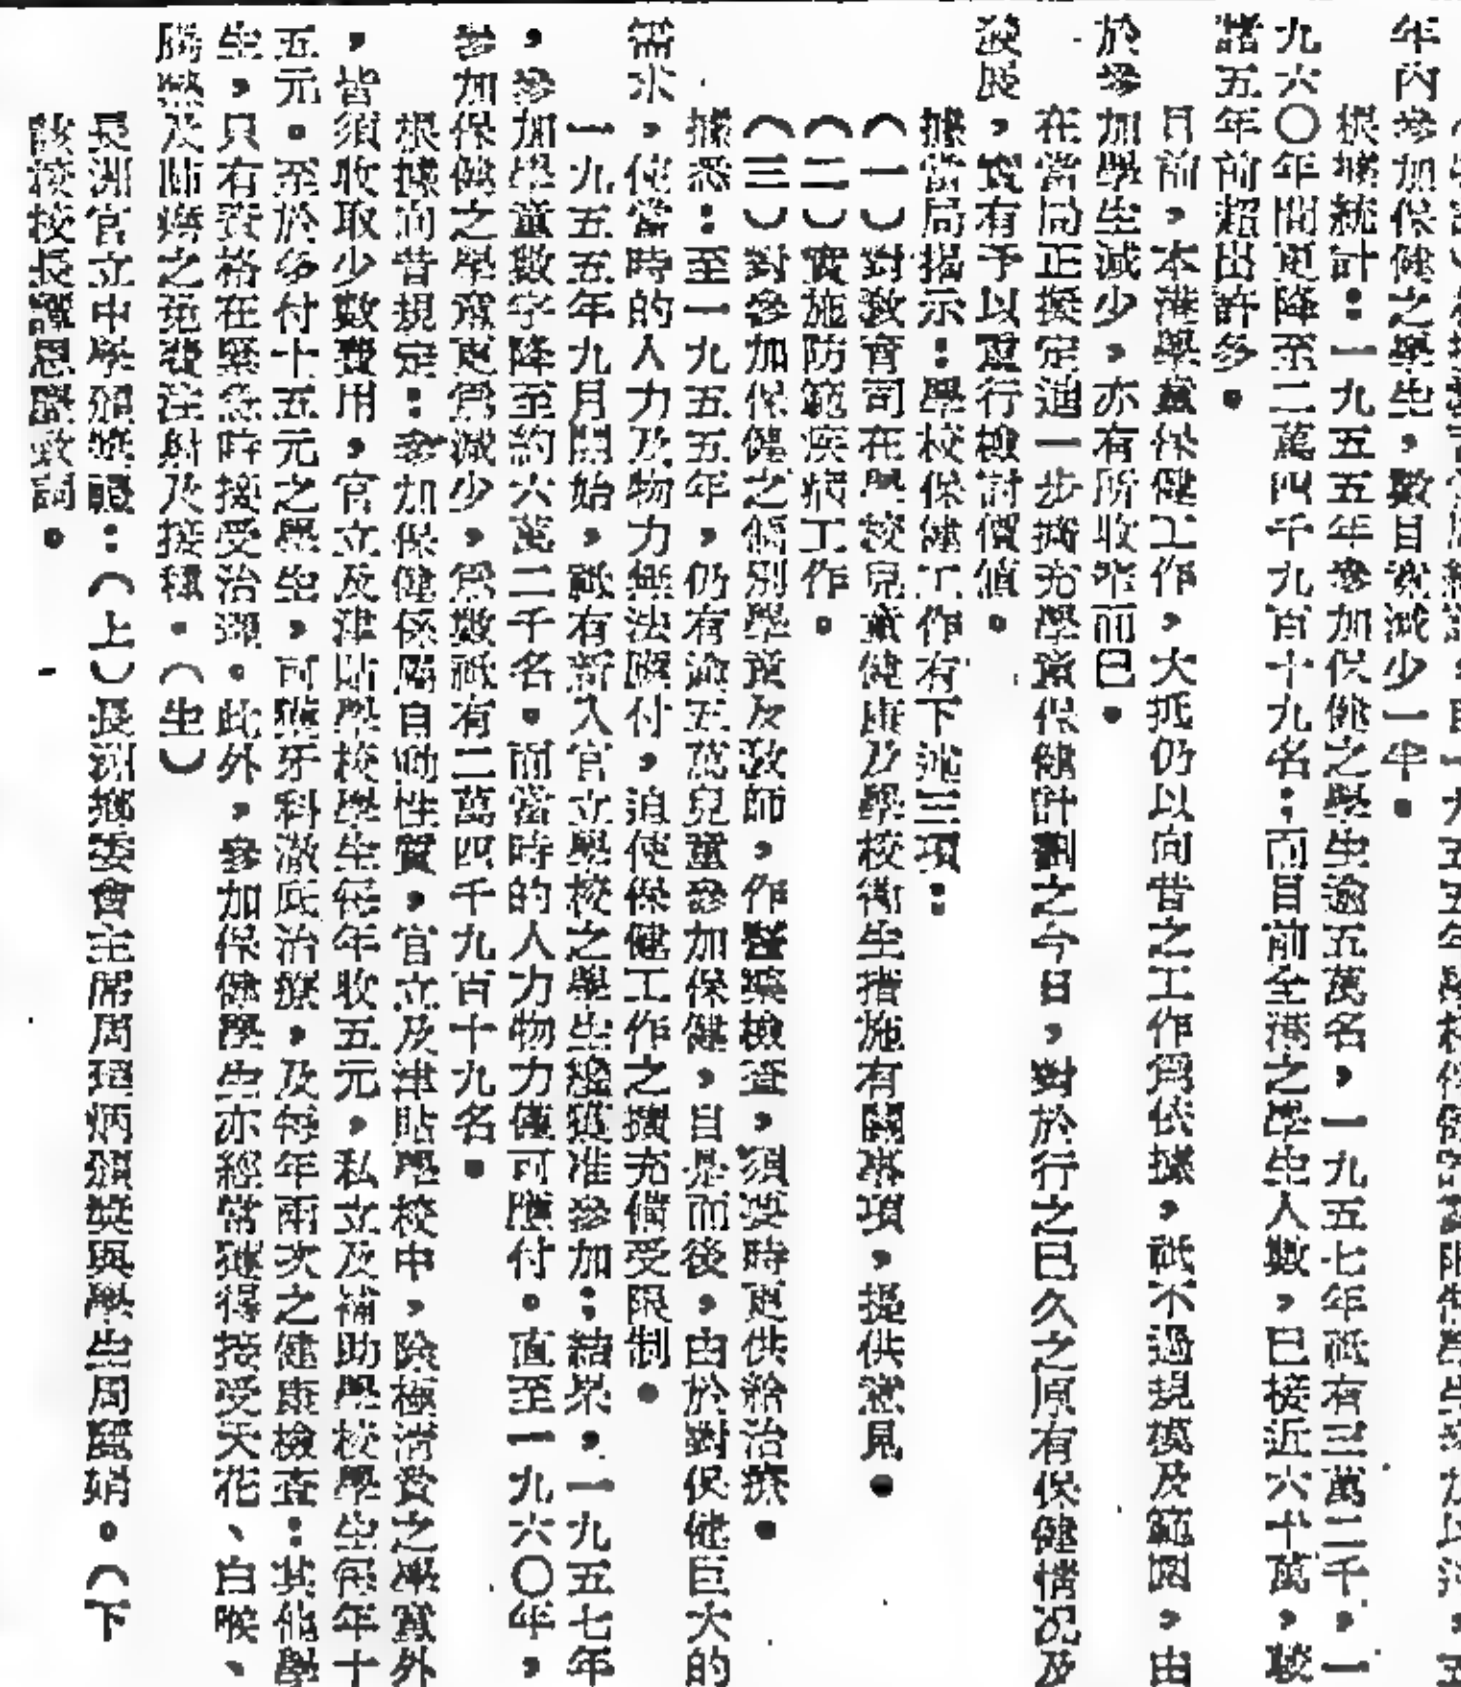 年內參加保健之學生，數目激減少一半。
根據統計：一九五五年參加保健之學生逾五萬名，一九五七年祇有三萬二千，一
九六〇年間更降至二萬四千九百十九名；而目前全港之學生人數，已接近六十萬，較
諸五年前超出許多。
目前，本港學童保健工作，大抵仍以向昔之工作爲依據，祇不過規模及範圍，由
於參加學生減少，亦有所收窄而已。
在當局正擬定進一步擴充學童保健計劃之今日，對於行之已久之原有保健情況及
發展，實有予以重行檢討價值。
據當局揭示：學校保健工作有下述三項：
（一）對教育司在學校兒童健康及學校衛生措施有關事項，提供意見。
（二）實施防範疾病工作。
（三）對參加保健之個別學童及教師，作醫藥檢查，須要時更供給治療。
據悉：至一九五五年，仍有逾五萬兒童參加保健，自是而後，由於對保健巨大的
需求，使當時的人力及物力無法應付，迫使保健工作之擴充備受限制。
一九五五年九月開始，祇有新入官立學校之學生獲准參加；結果，一九五七年
，參加學童數字降至約六萬二千名。而當時的人力物力僅可應付。直至一九六〇年，
參加保健之學童更爲減少，爲數祇有二萬四千九百十九名。
根據向昔規定：參加保健係屬自動性質，官立及津貼學校中，除極清貧之學童外
，皆須收取少數費用，官立及津貼學校學生每年收五元，私立及補助學校學生每年十
五元。至於多付十五元之學生，可獲牙科澈底治療，及每年兩次之健康檢查；其他學
生，只有資格在緊急時接受治理。此外，參加保健學生亦經常獲得接受天花、白喉、
腸熱及肺癆之免費注射及接種。（生）
長洲官立中學頒獎禮：（上）長洲鄉委會主席周理炳頒獎與學生周麗娟。（下
該校校長譚恩 致詞。